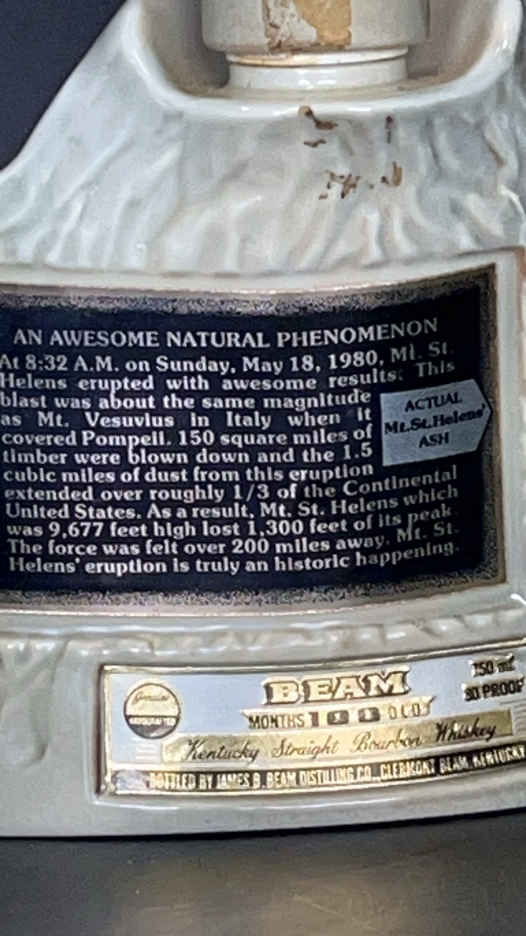 AN AWESOME NATURAL PHENOMENON
At 8:32 A.M. on Sunday, May 18, 1980, Mt. St.
Helens erupted with awesome results. This
blast was about the same magnitude
as Mt. Vesuvius in Italy when it
covered Pompeii. 150 square miles of
timber were blown down and the 1.5
cubic miles of dust from this eruption
extended over roughly 1/3 of the Continental
United States. As a result, Mt. St. Helens which
was 9,677 feet high lost 1,300 feet of its peak.
The force was felt over 200 miles away. Mt. St.
Helens' eruption is truly an historic happening.
ACTUAL
Mt.St.Helens'
ASH
Genuine
HANDCRAFTED
BEAM
MONTHS 100 OLD
750 mL
80 PROOF
Kentucky Straight Bourbon Whiskey
BOTTLED BY JAMES B. BEAM DISTILLING CO., CLERMONT, BEAM, KENTUCKY